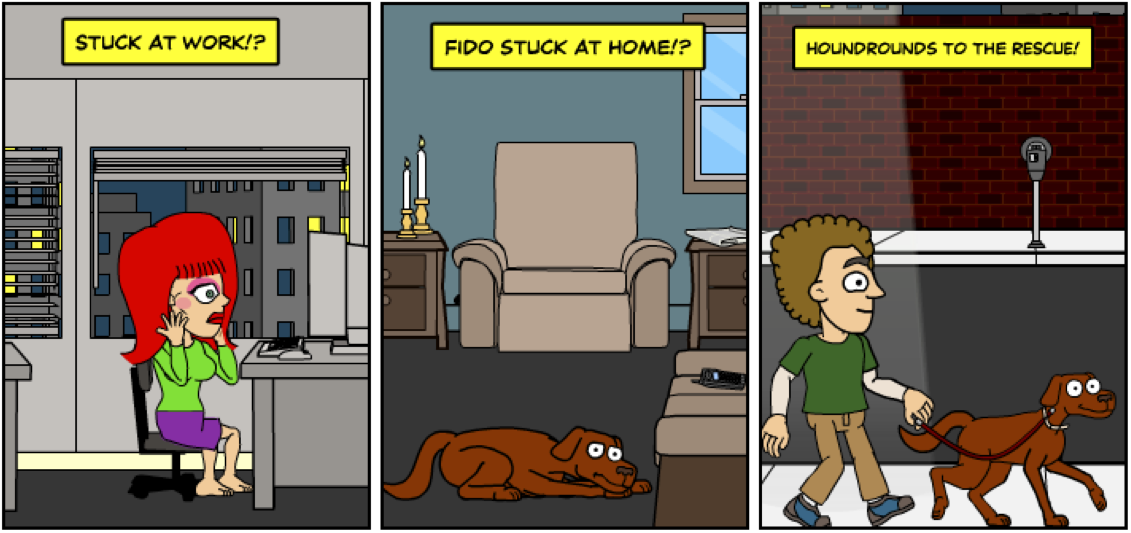 STUCK AT WORK!?
FIDO STUCK AT HOME!?
HOUNDROUNDS TO THE RESCUE!